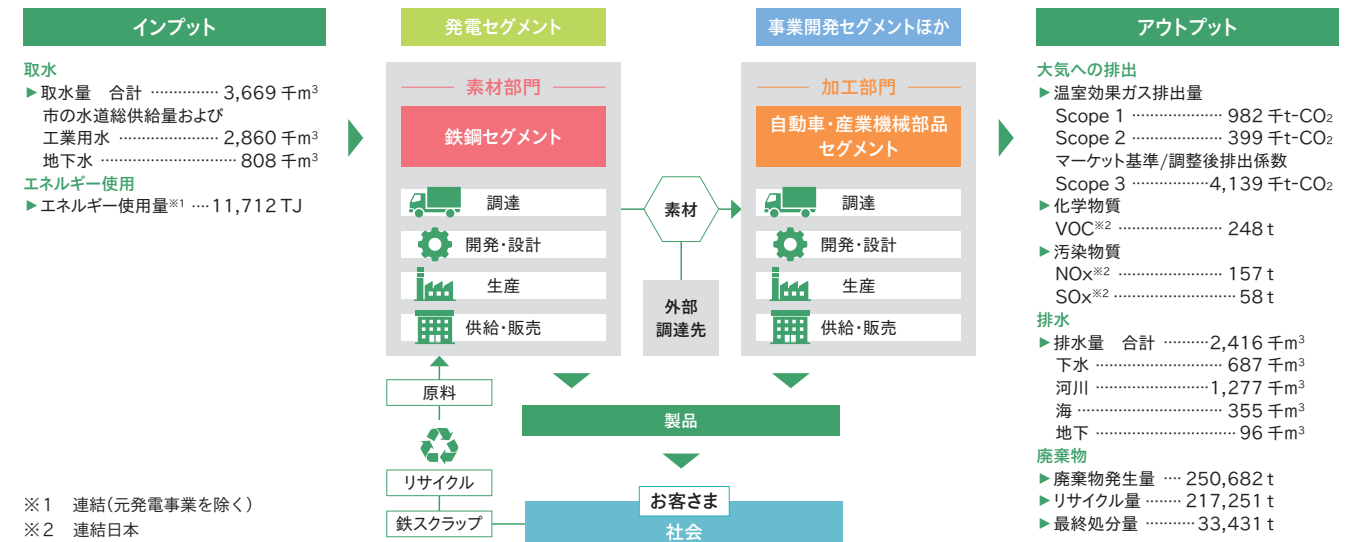 インプット
取水
▶取水量　合計 …………… 3,669 千m³
市の水道総供給量および
工業用水 ………………… 2,860 千m³
地下水 ……………………… 808 千m³
エネルギー使用
▶エネルギー使用量※1 …‥11,712 TJ
※1　連結(元発電事業を除く)
※2　連結日本
発電セグメント
素材部門
鉄鋼セグメント
調達
開発・設計
生産
供給・販売
原料
リサイクル
鉄スクラップ
素材
外部
調達先
事業開発セグメントほか
加工部門
自動車・産業機械部品
セグメント
調達
開発・設計
生産
供給・販売
製品
お客さま
社会
アウトプット
大気への排出
▶温室効果ガス排出量
Scope 1 ………………… 982 千t-CO₂
Scope 2 ………………… 399 千t-CO₂
マーケット基準/調整後排出係数
Scope 3 ………………4,139 千t-CO₂
▶化学物質
VOC※2 ………………… 248 t
▶汚染物質
NOx※2 ………………… 157 t
SOx※2 …………………… 58 t
排水
▶排水量　合計 ………2,416 千m³
下水 ……………………… 687 千m³
河川 ……………………1,277 千m³
海 ………………………… 355 千m³
地下 ……………………… 96 千m³
廃棄物
▶廃棄物発生量 …‥ 250,682 t
▶リサイクル量 …….. 217,251 t
▶最終処分量 ……… 33,431 t